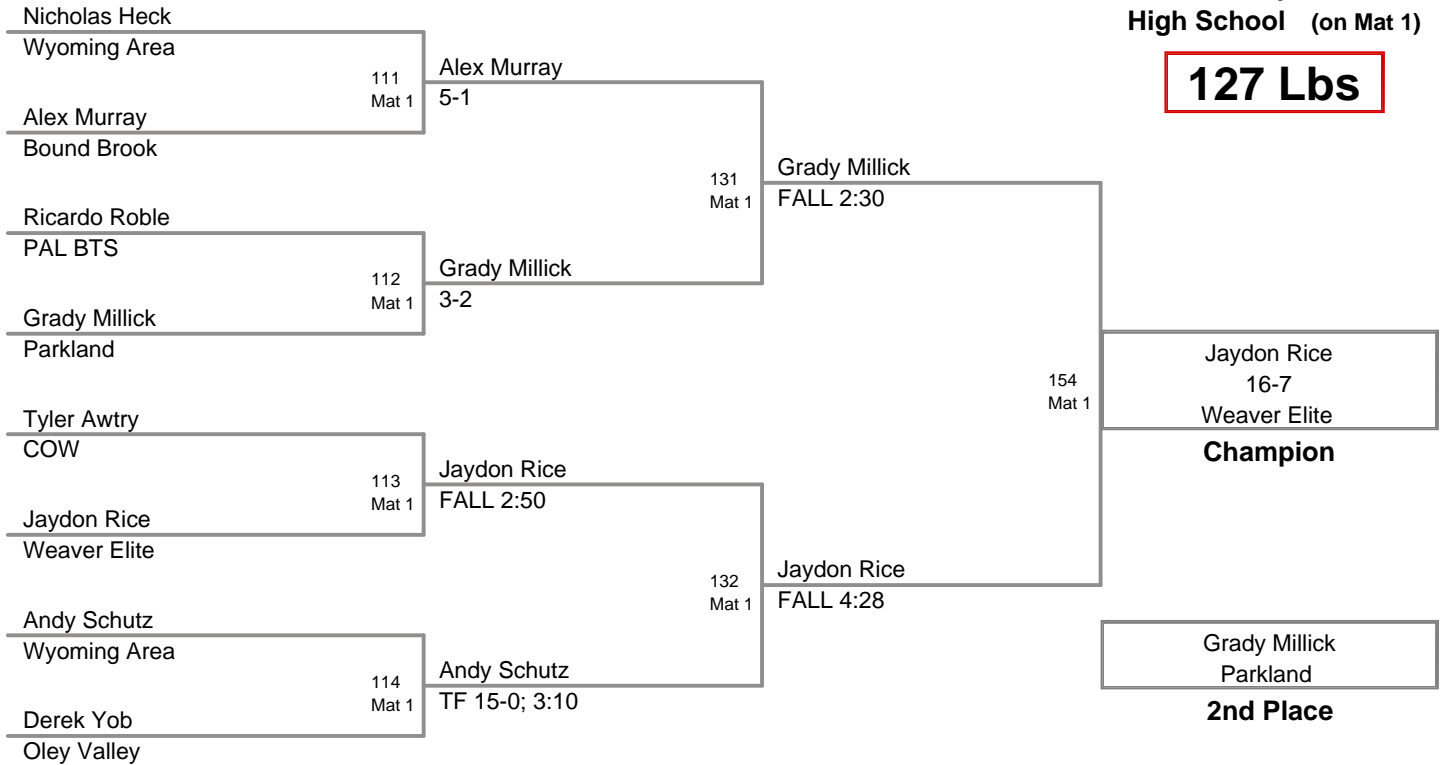 High School (on Mat 1)
127 Lbs
Nicholas Heck
Wyoming Area
111
Mat 1
Alex Murray
5-1
Alex Murray
Bound Brook
131
Mat 1
Grady Millick
FALL 2:30
Ricardo Roble
PAL BTS
112
Mat 1
Grady Millick
3-2
Grady Millick
Parkland
154
Mat 1
Jaydon Rice
16-7
Weaver Elite
Champion
Tyler Awtry
COW
113
Mat 1
Jaydon Rice
FALL 2:50
Jaydon Rice
Weaver Elite
132
Mat 1
Jaydon Rice
FALL 4:28
Andy Schutz
Wyoming Area
114
Mat 1
Andy Schutz
TF 15-0; 3:10
Derek Yob
Oley Valley
Grady Millick
Parkland
2nd Place